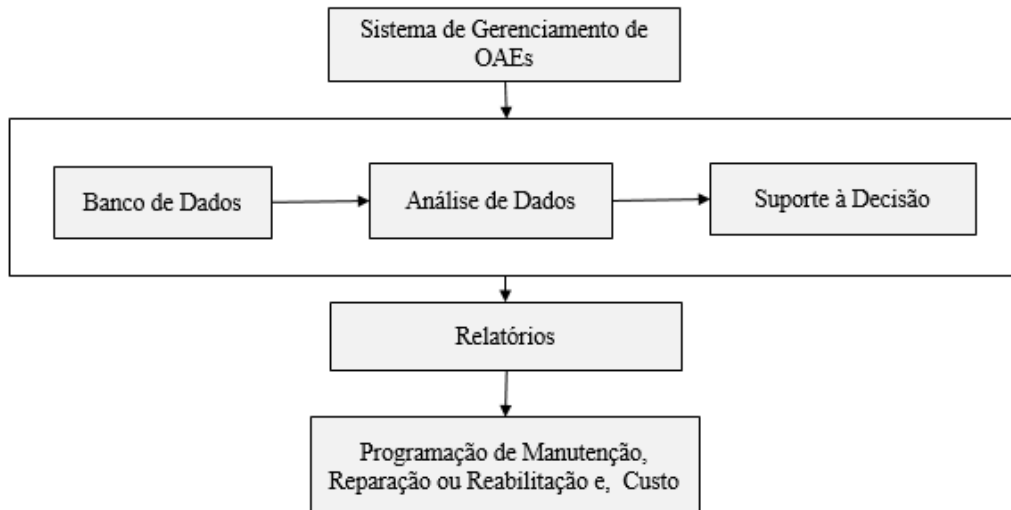 Sistema de Gerenciamento de
OAEs
Banco de Dados
Análise de Dados
Suporte à Decisão
Relatórios
Programação de Manutenção,
Reparação ou Reabilitação e,  Custo